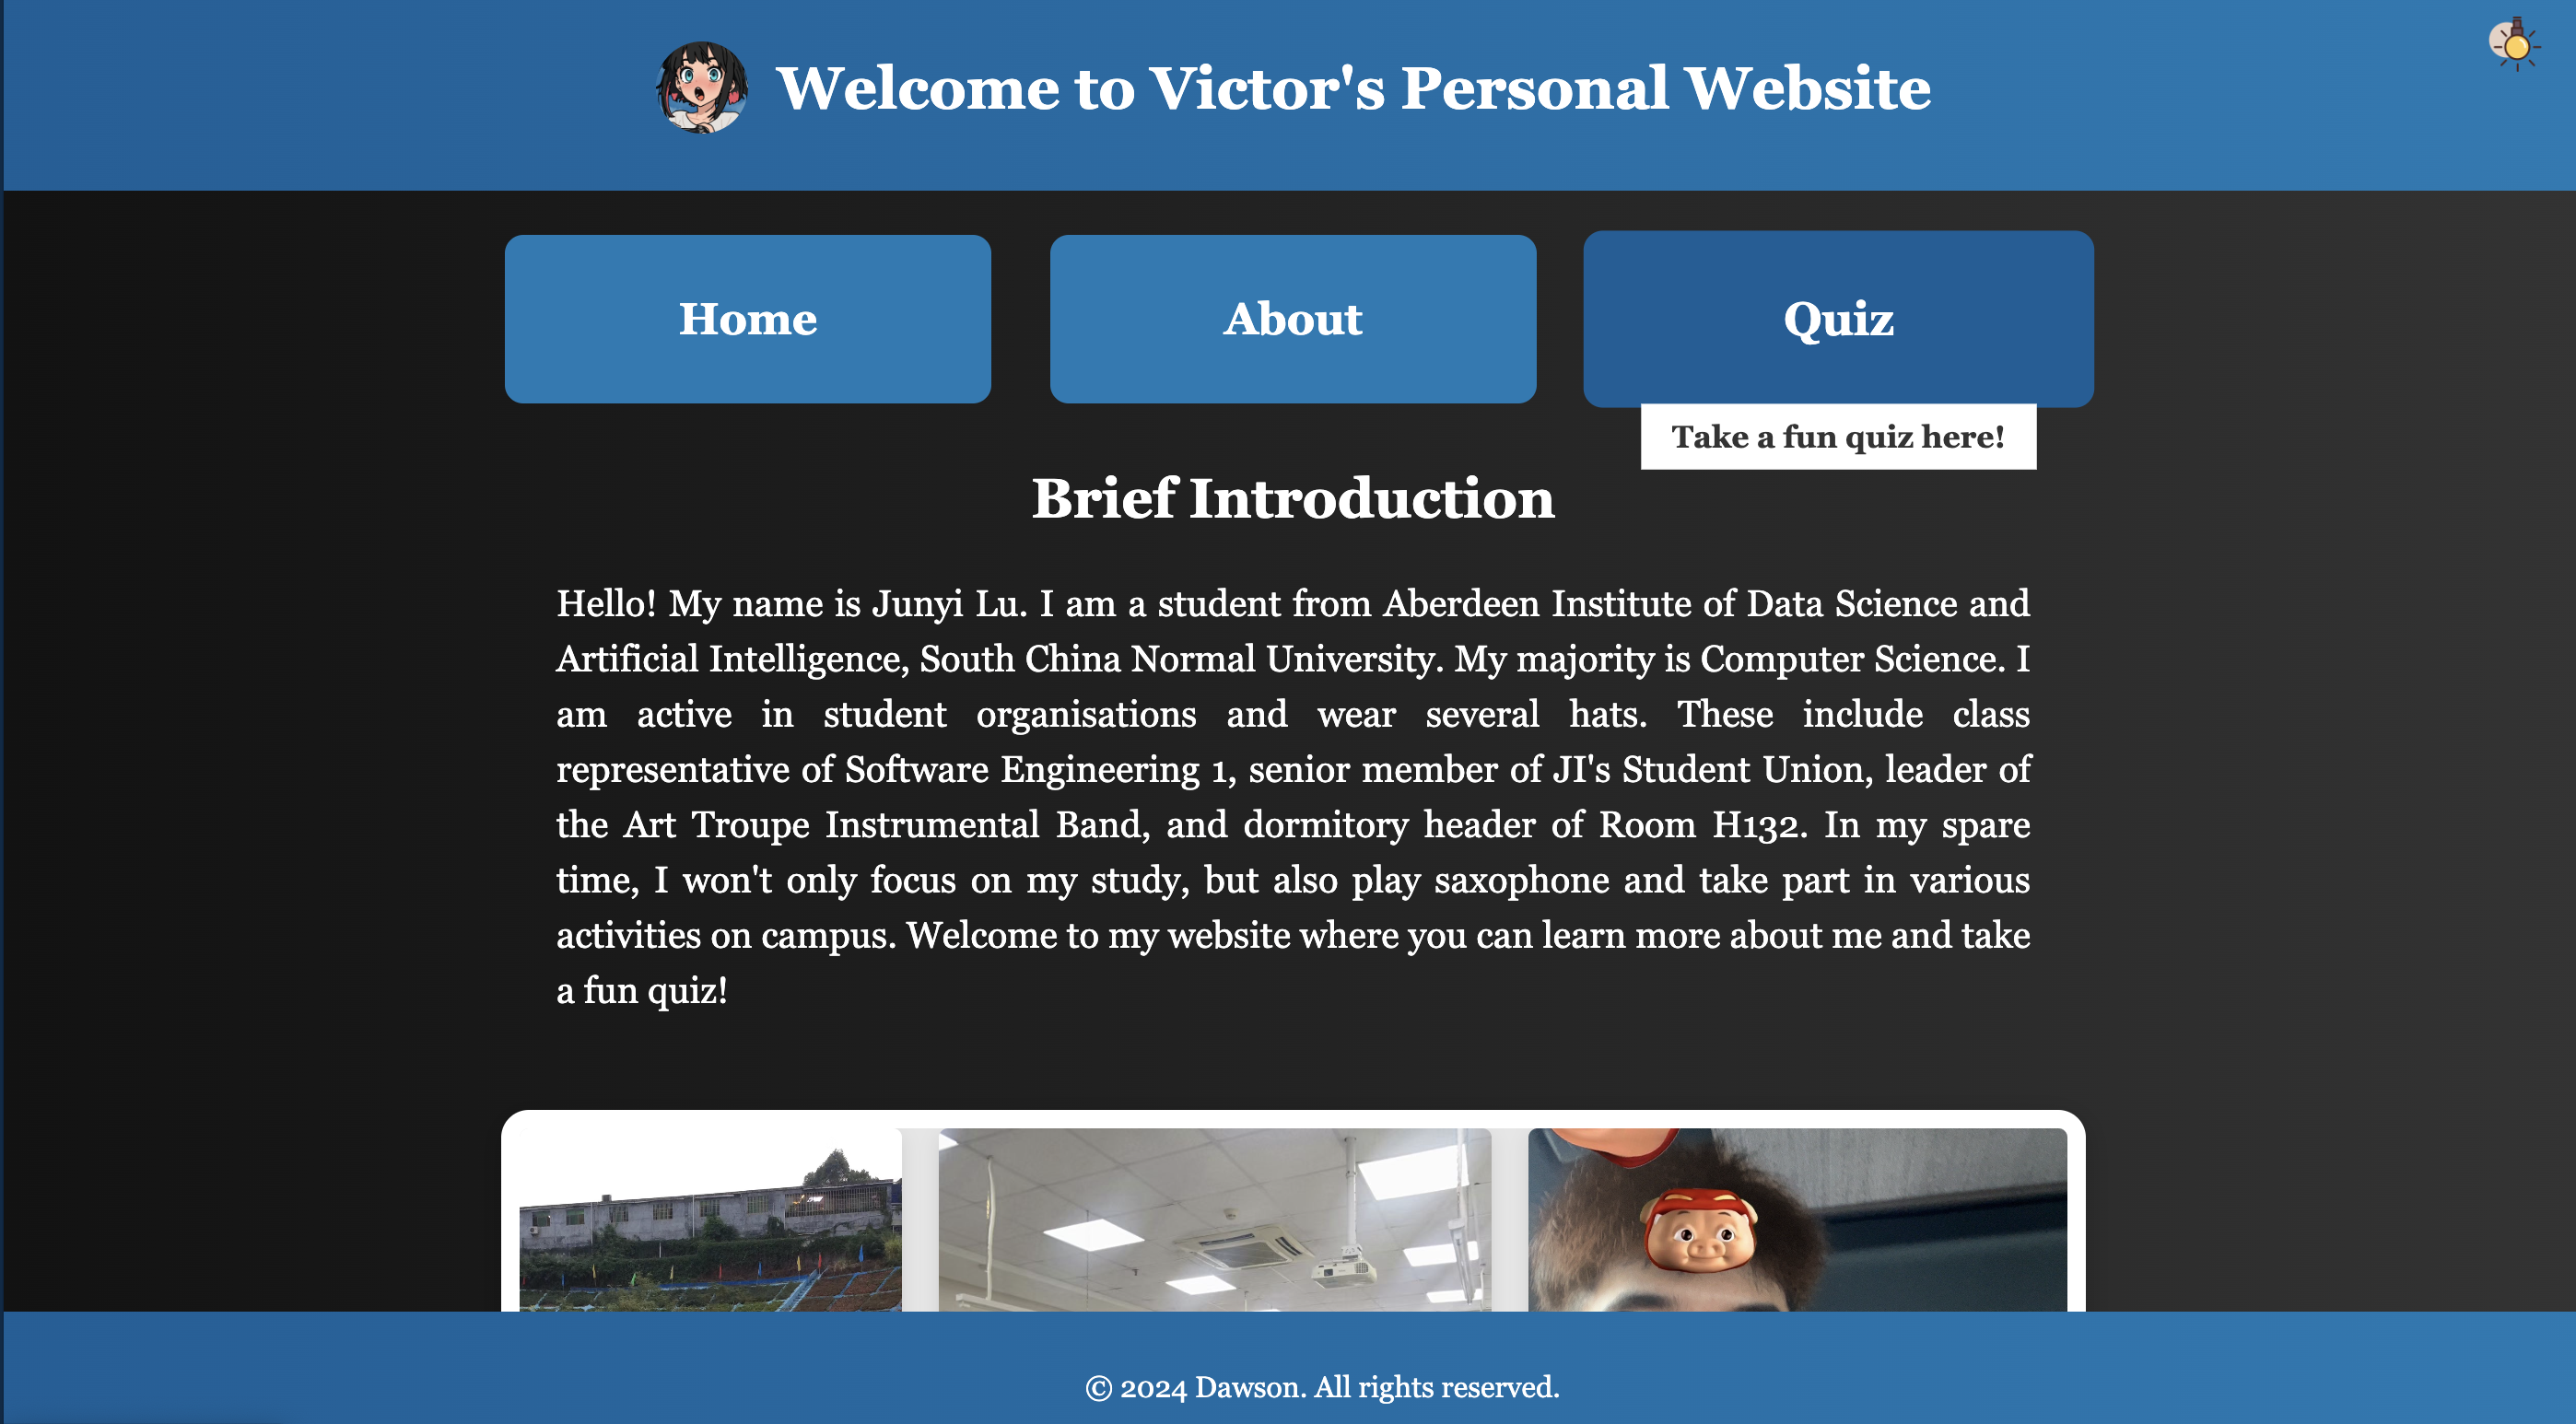 Welcome to Victor's Personal Website
Home
About
Quiz
Take a fun quiz here!
Brief Introduction
Hello! My name is Junyi Lu. I am a student from Aberdeen Institute of Data Science and
Artificial Intelligence, South China Normal University. My majority is Computer Science. I
am active in student organisations and wear several hats. These include class
representative of Software Engineering 1, senior member of JI's Student Union, leader of
the Art Troupe Instrumental Band, and dormitory header of Room H132. In my spare
time, I won't only focus on my study, but also play saxophone and take part in various
activities on campus. Welcome to my website where you can learn more about me and take
a fun quiz!
© 2024 Dawson. All rights reserved.